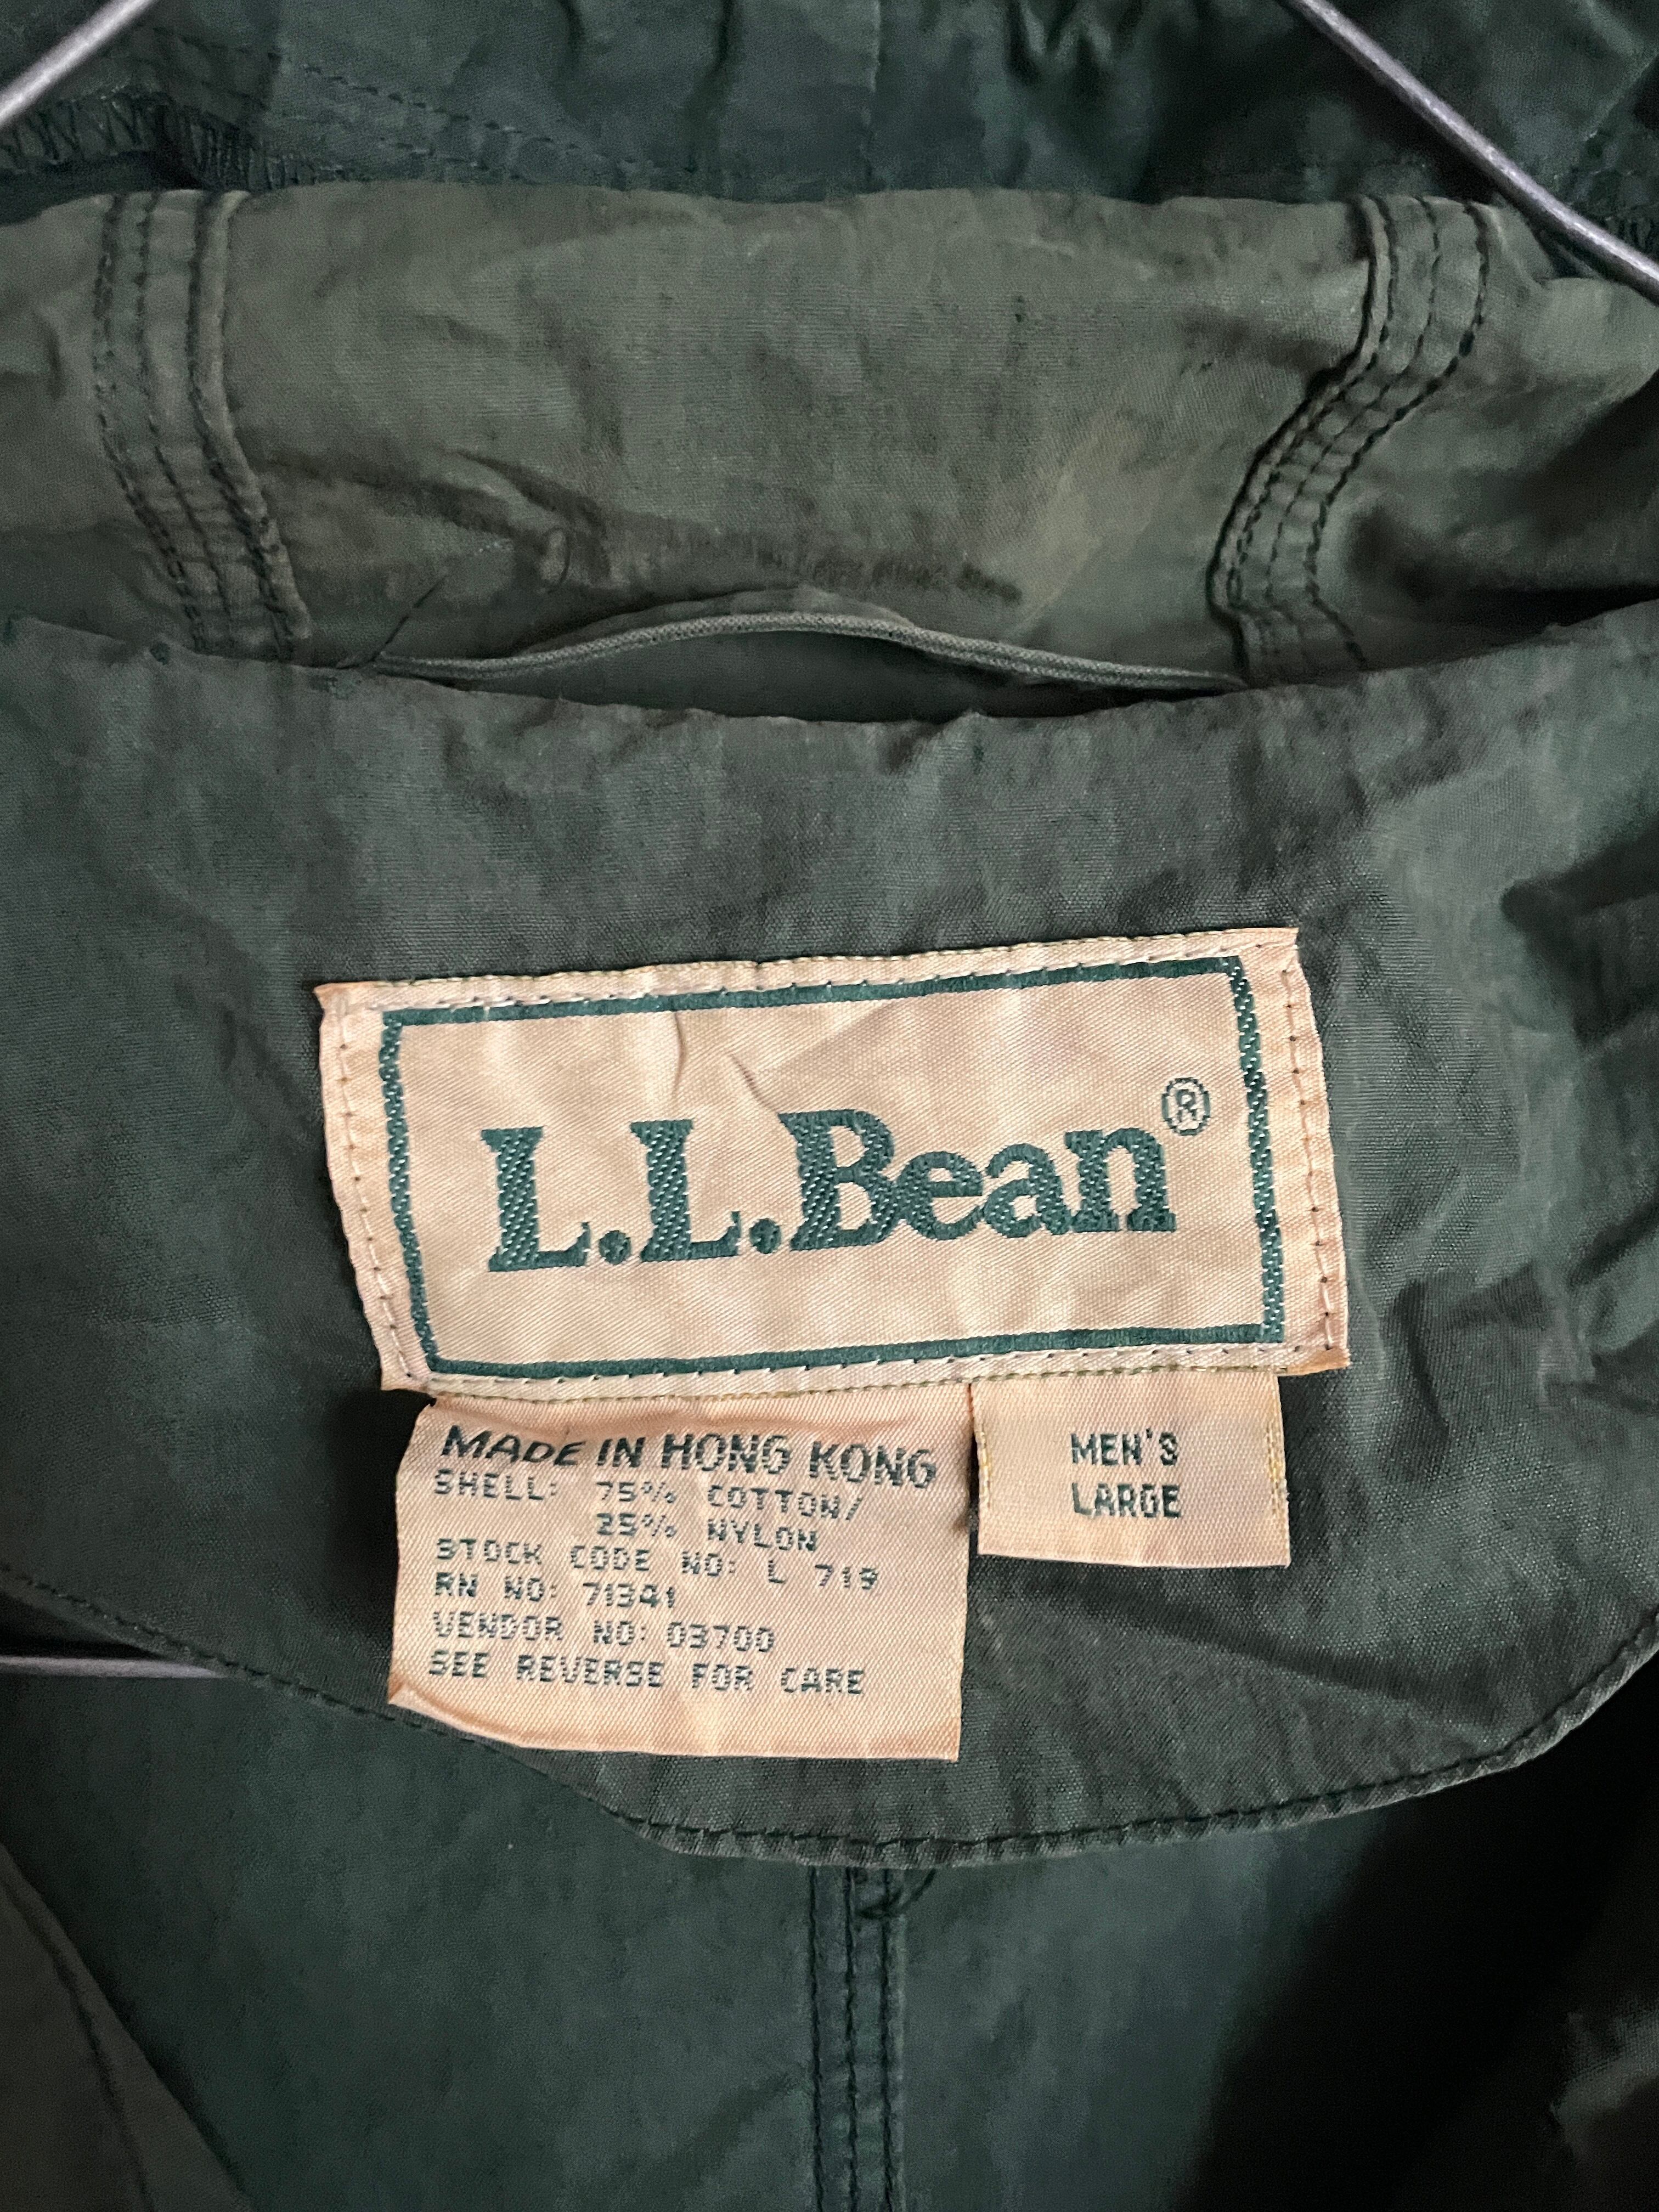 L.L.Bean®
MADE IN HONG KONG
SHELL: 75% COTTON/
25% NYLON
STOCK CODE NO: L 719
RN NO: 71341
VENDOR NO: 03700
SEE REVERSE FOR CARE
MEN'S
LARGE